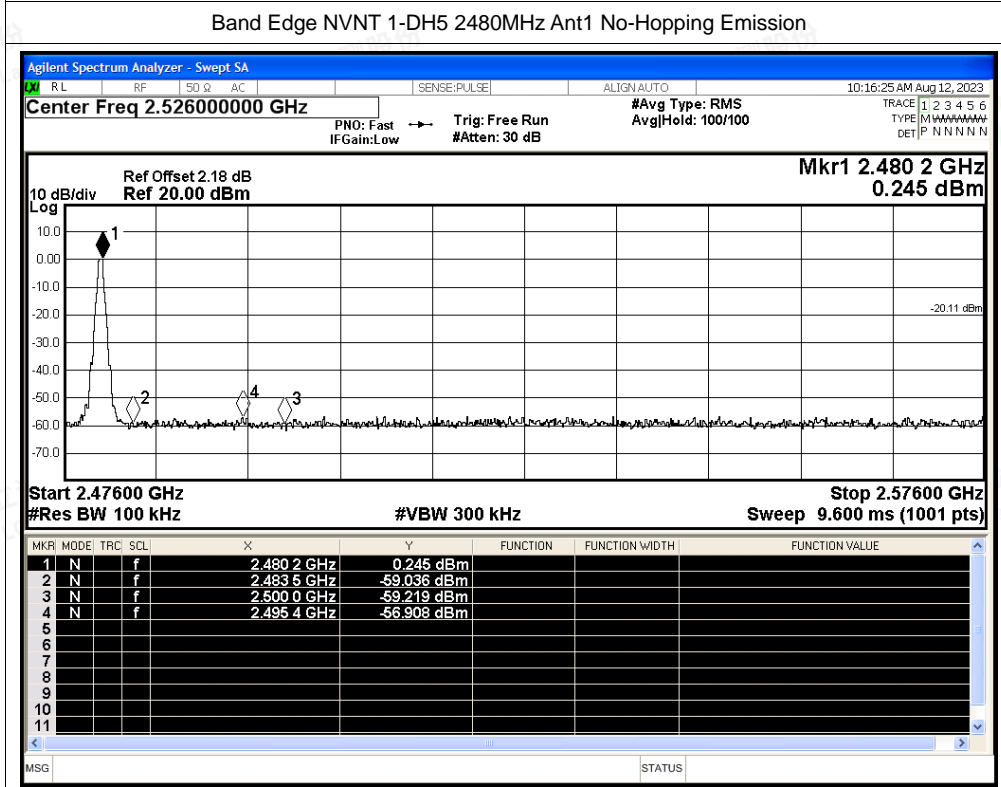 Band Edge NVNT 1-DH5 2480MHz Ant1 No-Hopping Emission
Agilent Spectrum Analyzer - Swept SA
LXI RL RF 50 Ω AC SENSE:PULSE ALIGN AUTO 10:16:25 AM Aug 12, 2023
Center Freq 2.526000000 GHz
PNO: Fast
IFGain:Low
Trig: Free Run
#Atten: 30 dB
#Avg Type: RMS
Avg|Hold: 100/100
TRACE 1 2 3 4 5 6
TYPE M WWWWW
DET P N N N N N
Mkr1 2.480 2 GHz
0.245 dBm
Ref Offset 2.18 dB
10 dB/div Ref 20.00 dBm
Log
10.0
0.00
-10.0
-20.0
-30.0
-40.0
-50.0
-60.0
-70.0
1
2
4
3
-20.11 dBm
Start 2.47600 GHz Stop 2.57600 GHz
#Res BW 100 kHz #VBW 300 kHz Sweep 9.600 ms (1001 pts)
MKR MODE TRC SCL X Y FUNCTION FUNCTION WIDTH FUNCTION VALUE
1 N f 2.480 2 GHz 0.245 dBm
2 N f 2.483 5 GHz -59.036 dBm
3 N f 2.500 0 GHz -59.219 dBm
4 N f 2.495 4 GHz -56.908 dBm
5
6
7
8
9
10
11
MSG STATUS